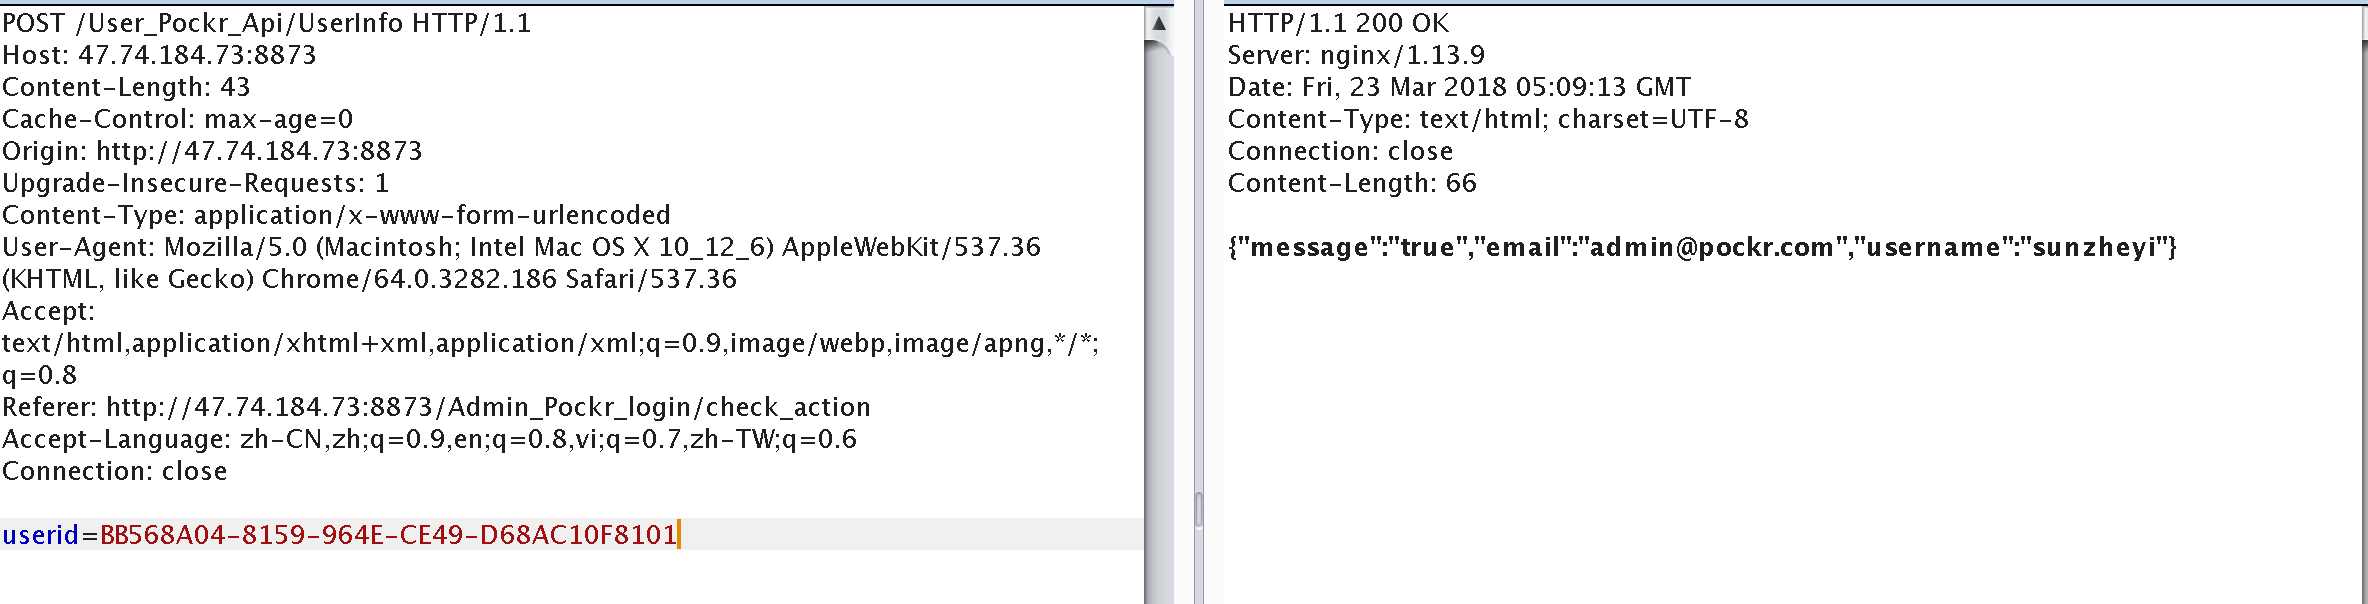 POST /User_Pockr_Api/UserInfo HTTP/1.1
Host: 47.74.184.73:8873
Content-Length: 43
Cache-Control: max-age=0
Origin: http://47.74.184.73:8873
Upgrade-Insecure-Requests: 1
Content-Type: application/x-www-form-urlencoded
User-Agent: Mozilla/5.0 (Macintosh; Intel Mac OS X 10_12_6) AppleWebKit/537.36
(KHTML, like Gecko) Chrome/64.0.3282.186 Safari/537.36
Accept:
text/html,application/xhtml+xml,application/xml;q=0.9,image/webp,image/apng,*/*;
q=0.8
Referer: http://47.74.184.73:8873/Admin_Pockr_login/check_action
Accept-Language: zh-CN,zh;q=0.9,en;q=0.8,vi;q=0.7,zh-TW;q=0.6
Connection: close
userid=BB568A04-8159-964E-CE49-D68AC10F8101
HTTP/1.1 200 OK
Server: nginx/1.13.9
Date: Fri, 23 Mar 2018 05:09:13 GMT
Content-Type: text/html; charset=UTF-8
Connection: close
Content-Length: 66
{"message":"true","email":"admin@pockr.com","username":"sunzheyi"}